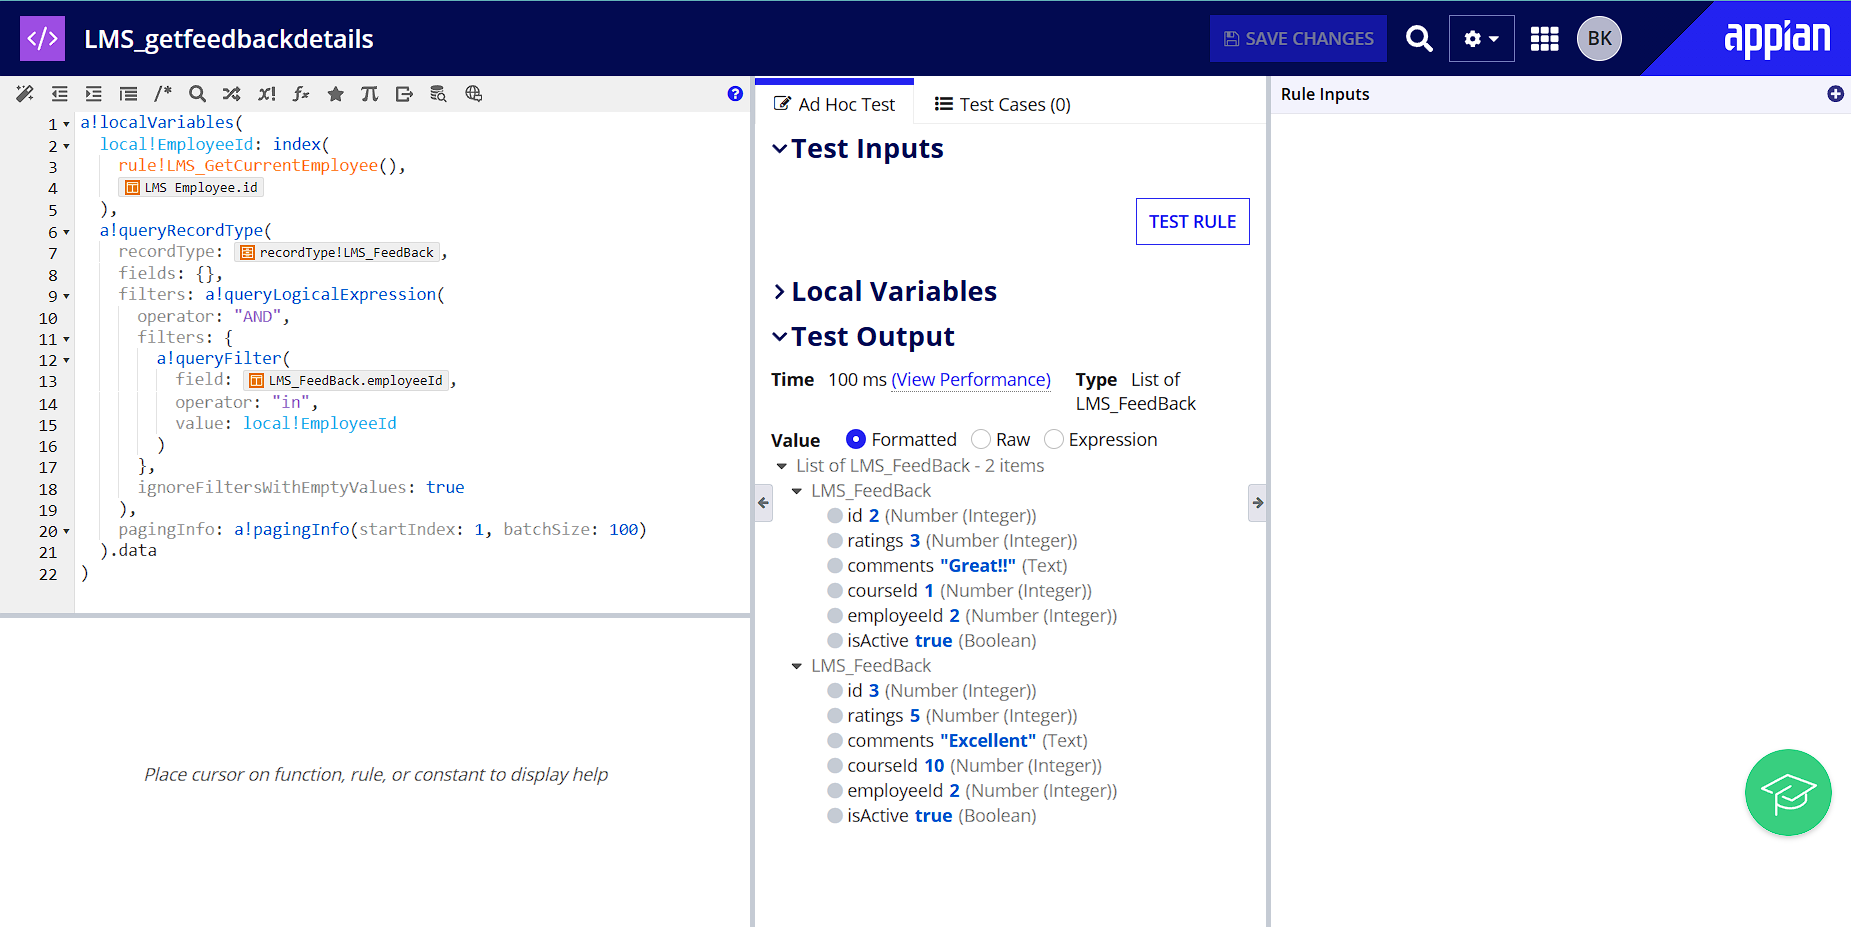 LMS_getfeedbackdetails
SAVE CHANGES
BK
appian
1 a!localVariables(
2 local!EmployeeId: index(
3 rule!LMS_GetCurrentEmployee(),
4 LMS Employee.id
5 ),
6 a!queryRecordType(
7 recordType: recordType!LMS_FeedBack,
8 fields: {},
9 filters: a!queryLogicalExpression(
10 operator: "AND",
11 filters: {
12 a!queryFilter(
13 field: LMS_FeedBack.employeeId,
14 operator: "in",
15 value: local!EmployeeId
16 )
17 },
18 ignoreFiltersWithEmptyValues: true
19 ),
20 pagingInfo: a!pagingInfo(startIndex: 1, batchSize: 100)
21 ).data
22 )
Place cursor on function, rule, or constant to display help
Ad Hoc Test
Test Cases (0)
Test Inputs
TEST RULE
Local Variables
Test Output
Time 100 ms (View Performance)
Type List of
LMS_FeedBack
Value Formatted Raw Expression
List of LMS_FeedBack - 2 items
LMS_FeedBack
id 2 (Number (Integer))
ratings 3 (Number (Integer))
comments "Great!!" (Text)
courseId 1 (Number (Integer))
employeeId 2 (Number (Integer))
isActive true (Boolean)
LMS_FeedBack
id 3 (Number (Integer))
ratings 5 (Number (Integer))
comments "Excellent" (Text)
courseId 10 (Number (Integer))
employeeId 2 (Number (Integer))
isActive true (Boolean)
Rule Inputs